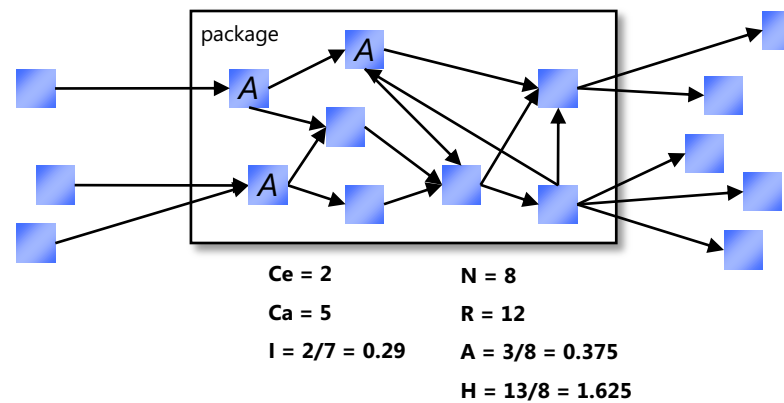 package
A
A
A
Ce = 2
Ca = 5
I = 2/7 = 0.29
N = 8
R = 12
A = 3/8 = 0.375
H = 13/8 = 1.625